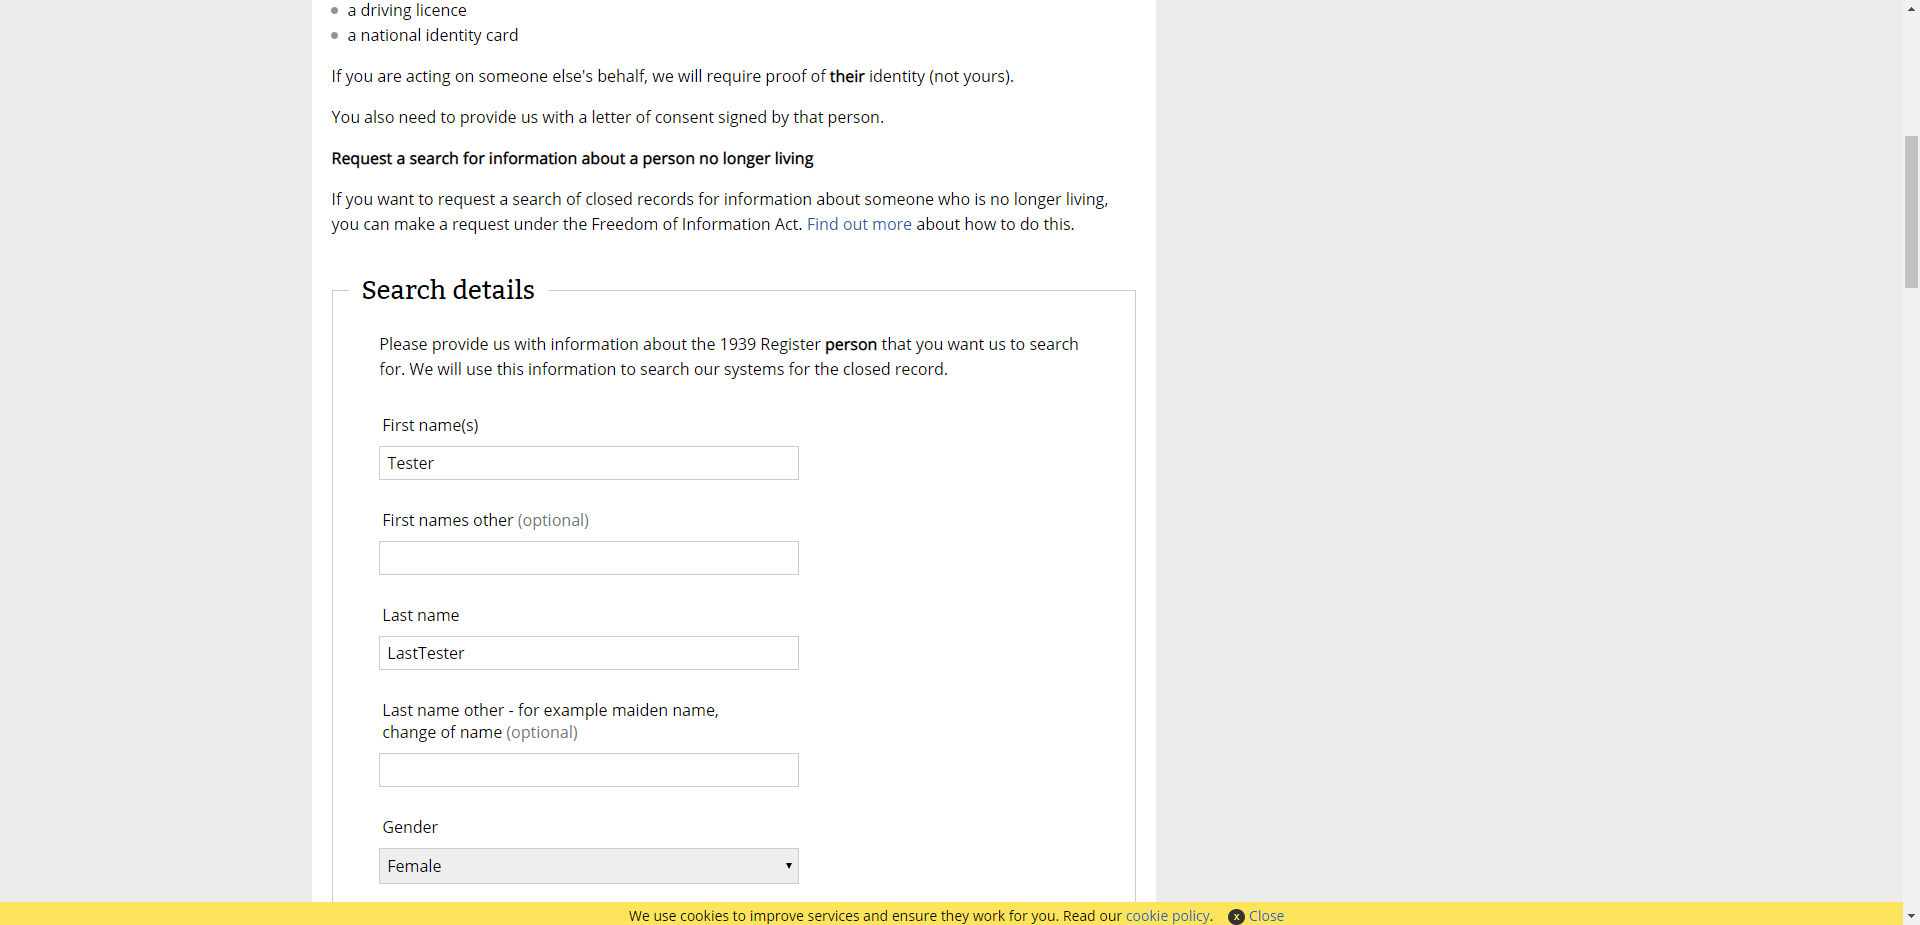 a driving licence
a national identity card
If you are acting on someone else's behalf, we will require proof of their identity (not yours).
You also need to provide us with a letter of consent signed by that person.
Request a search for information about a person no longer living
If you want to request a search of closed records for information about someone who is no longer living,
you can make a request under the Freedom of Information Act. Find out more about how to do this.
Search details
Please provide us with information about the 1939 Register person that you want us to search
for. We will use this information to search our systems for the closed record.
First name(s)
Tester
First names other (optional)
Last name
LastTester
Last name other - for example maiden name,
change of name (optional)
Gender
Female
We use cookies to improve services and ensure they work for you. Read our cookie policy. x Close